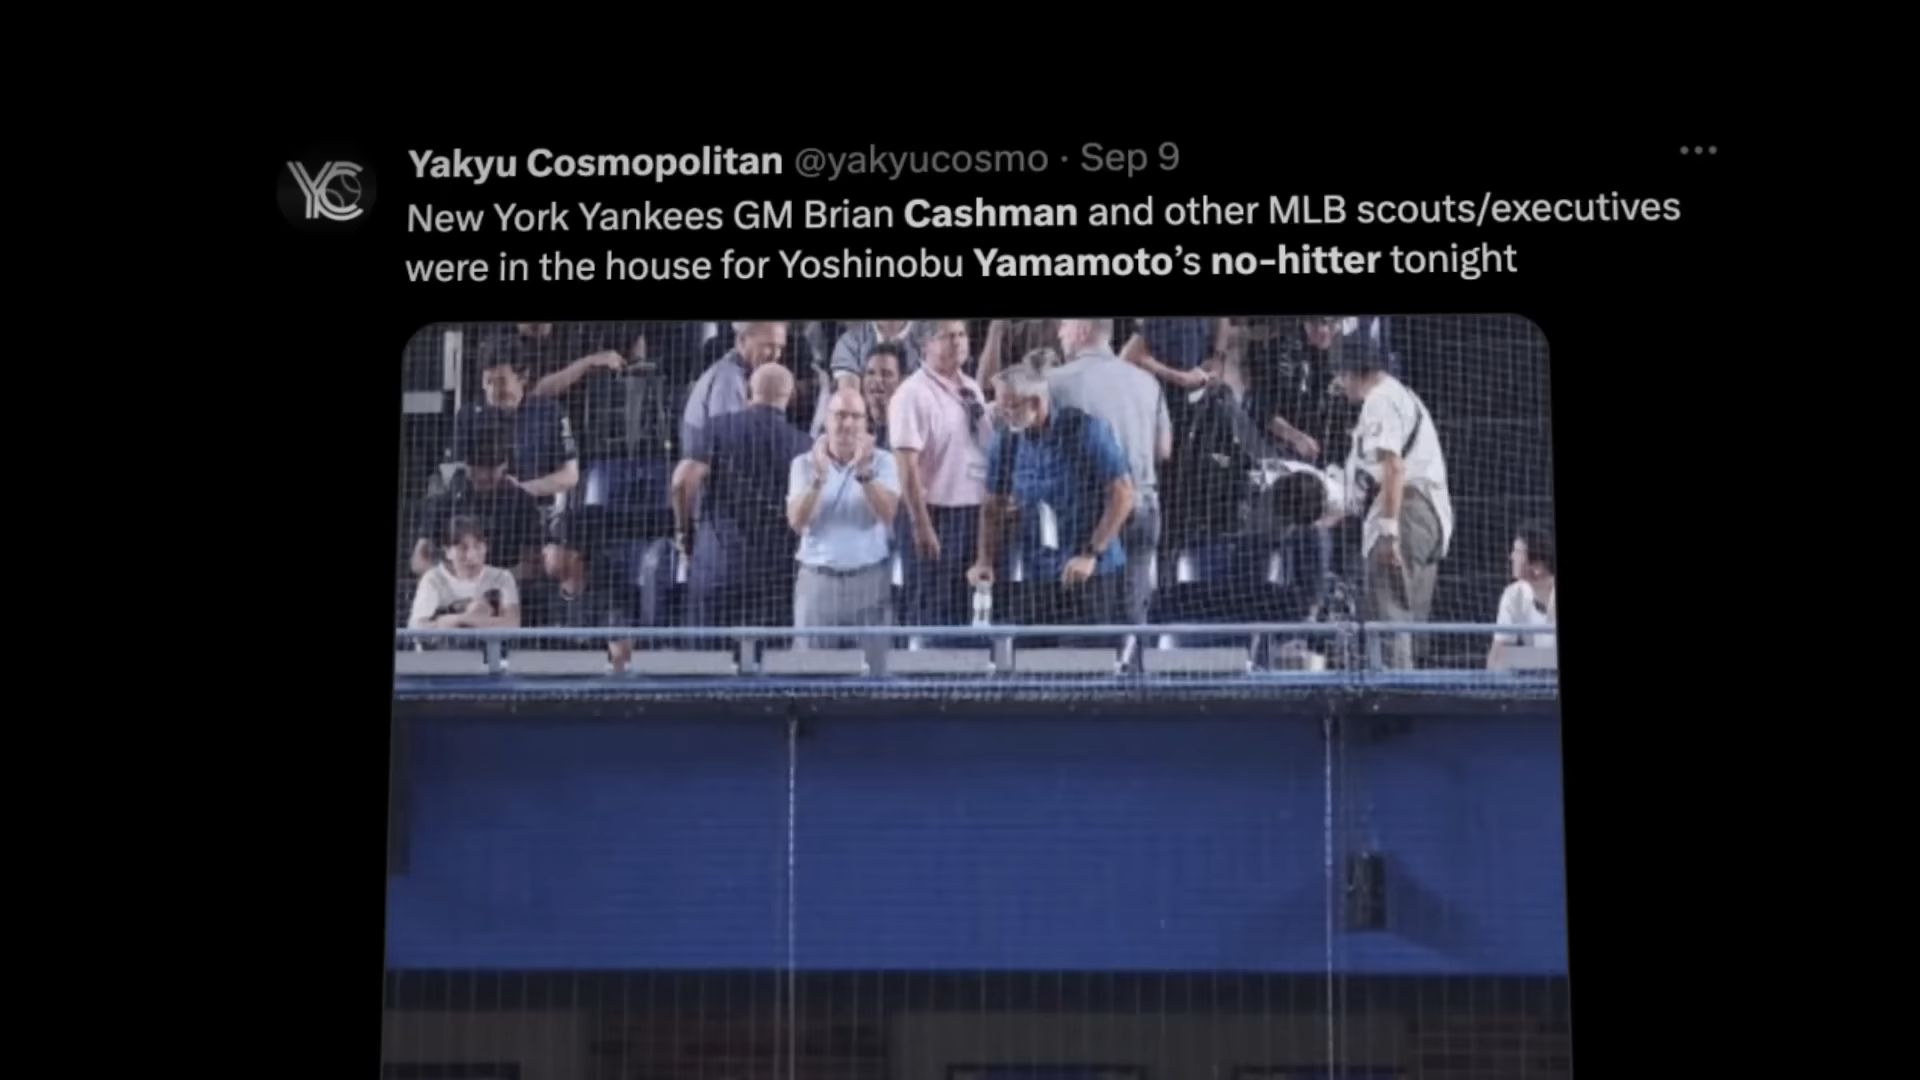 YC
Yakyu Cosmopolitan @yakyucosmo · Sep 9
New York Yankees GM Brian Cashman and other MLB scouts/executives
were in the house for Yoshinobu Yamamoto’s no-hitter tonight